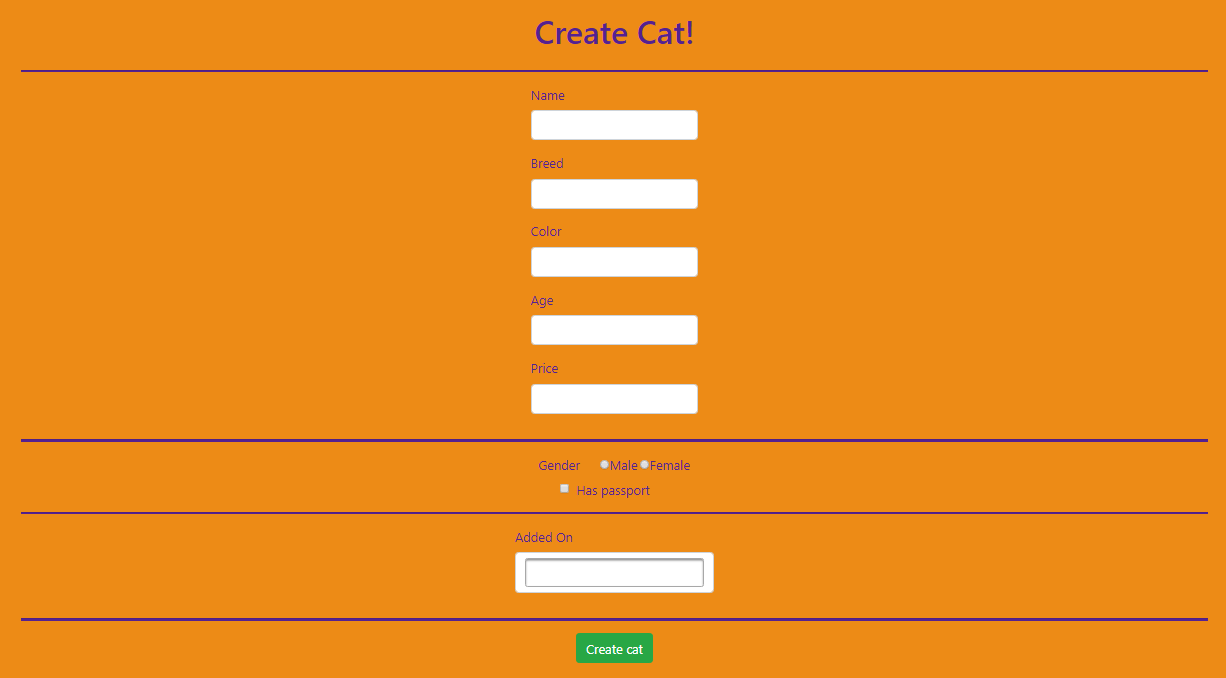 Create Cat!
Name
Breed
Color
Age
Price
Gender Male Female
Has passport
Added On
Create cat